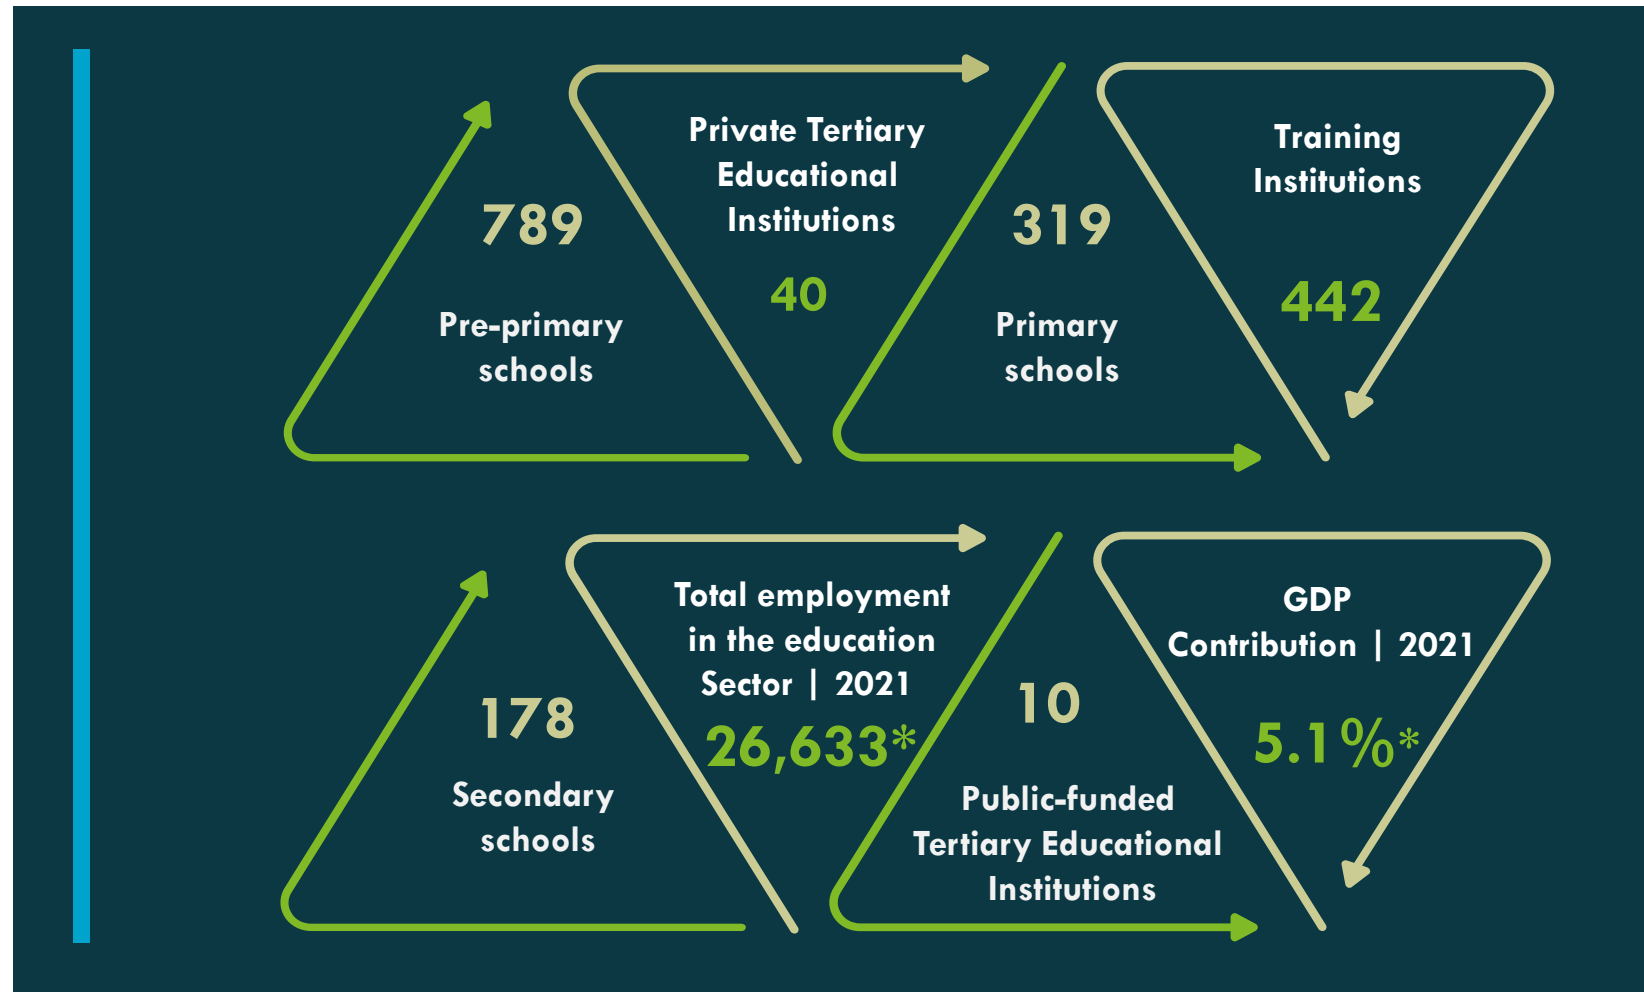 789
Pre-primary
schools
Private Tertiary
Educational
Institutions
40
319
Primary
schools
Training
Institutions
442
178
Secondary
schools
Total employment
in the education
Sector | 2021
26,633*
10
Public-funded
Tertiary Educational
Institutions
GDP
Contribution | 2021
5.1%*